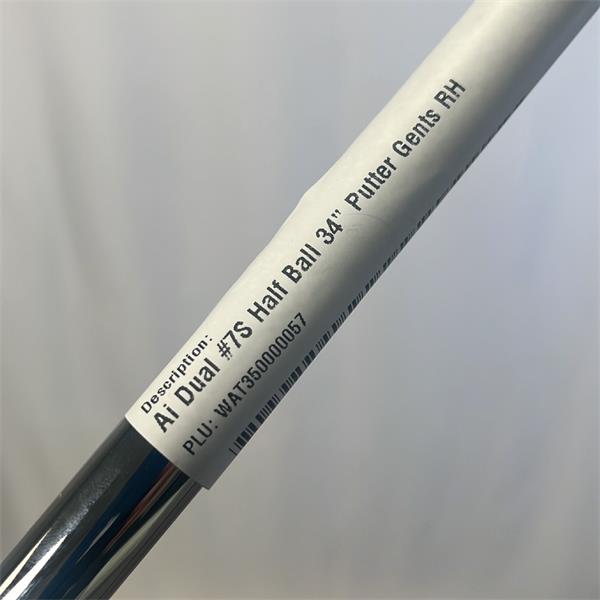 Description:
Ai Dual #7S Half Ball 34" Putter Gents RH
PLU: WAT350000057